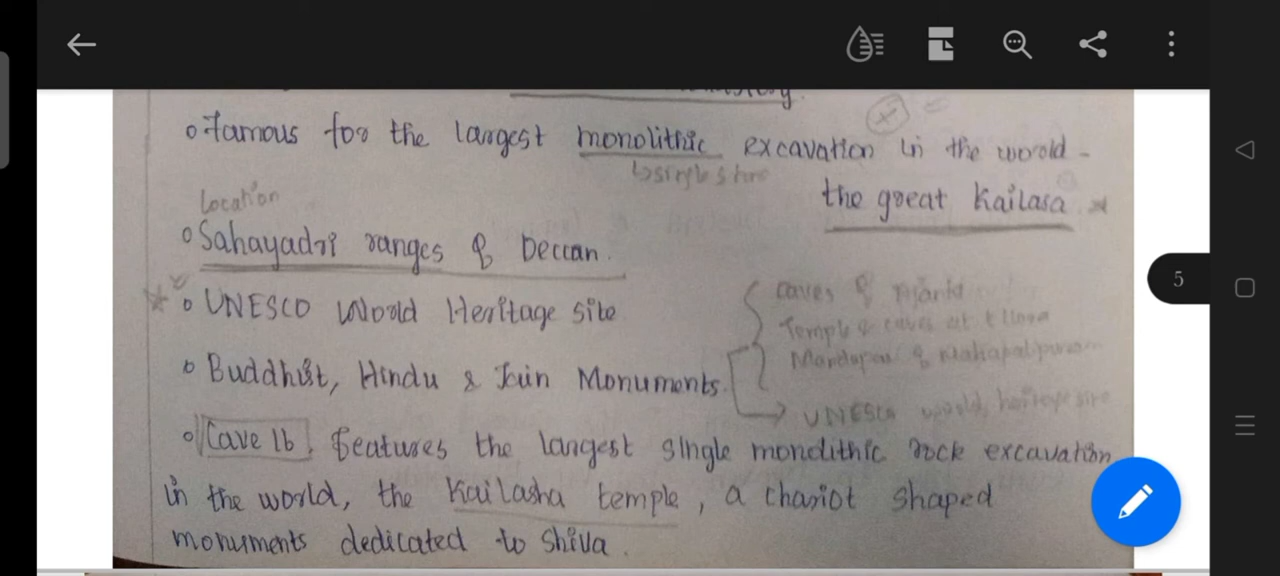 o Famous for the largest monolithic excavation in the world -
↳ single stone
the great Kailasa
Location
o Sahayadri ranges of Deccan.
o UNESCO World Heritage site
caves of Ajanta
Temple & caves at Ellora
o Buddhist, Hindu & Jain Monuments.
UNESCO world heritage site
5
o Cave 16, features the largest single monolithic rock excavation
in the world, the Kailasha temple, a chariot shaped
monuments dedicated to Shiva.